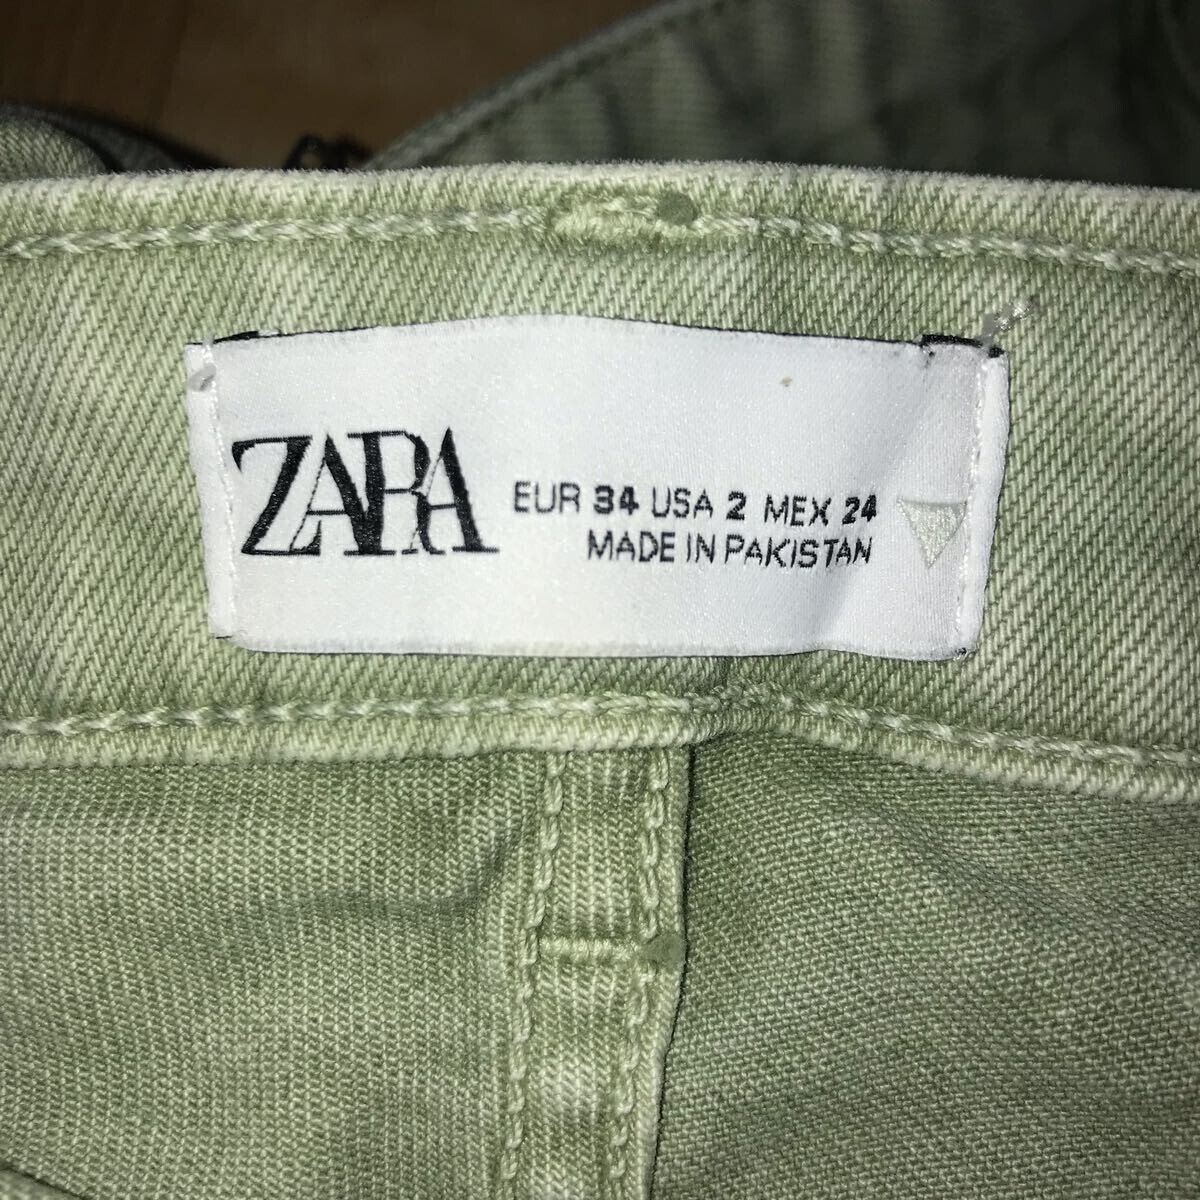 ZARA
EUR 34 USA 2 MEX 24
MADE IN PAKISTAN